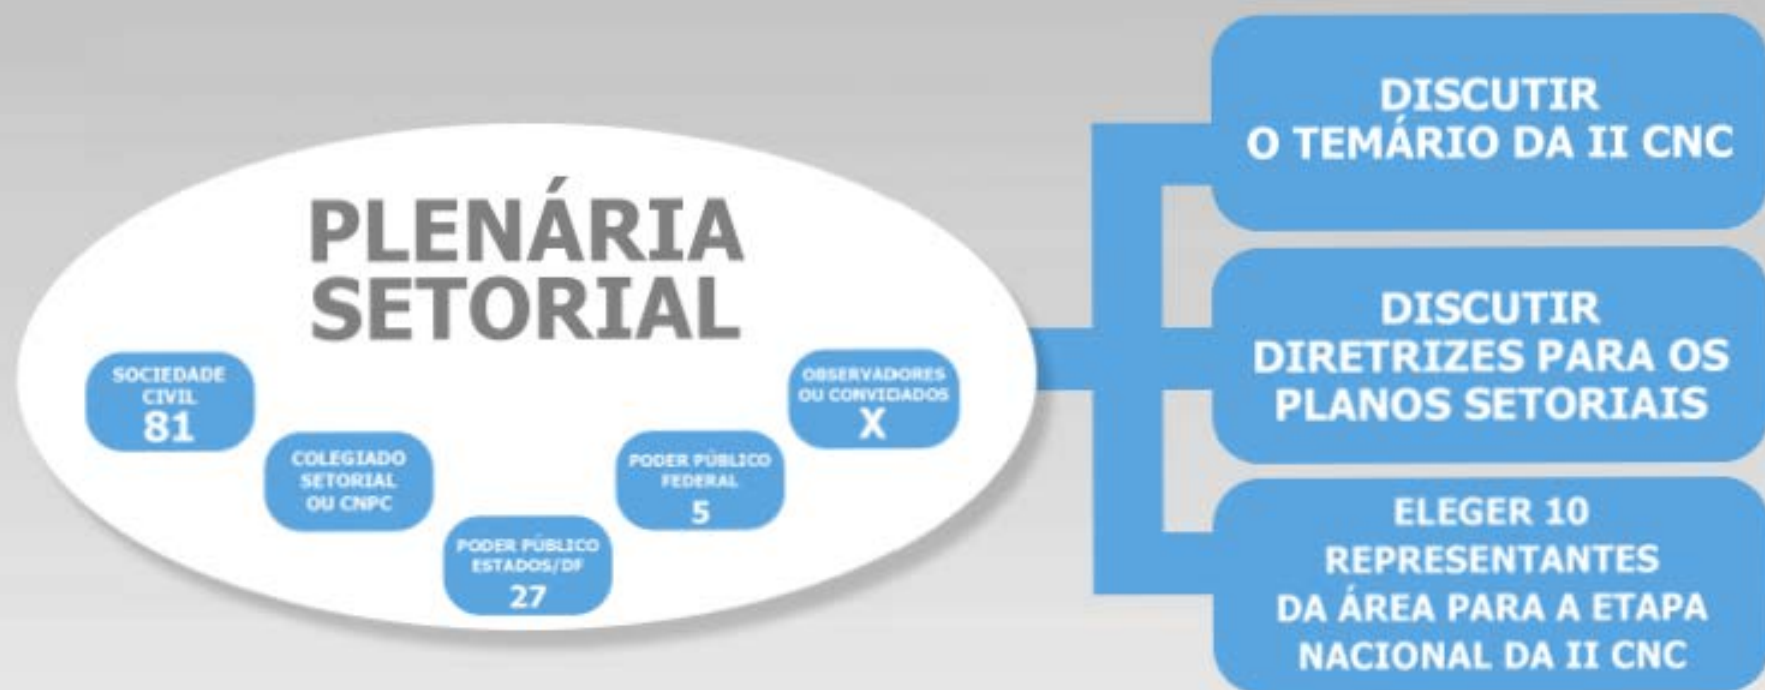 PLENÁRIA
SETORIAL
SOCIEDADE
CIVIL
81
COLEGIADO
SETORIAL
OU CNPC
PODER PÚBLICO
ESTADOS/DF
27
PODER PÚBLICO
FEDERAL
5
OBSERVADORES
OU CONVIDADOS
X
DISCUTIR
O TEMÁRIO DA II CNC
DISCUTIR
DIRETRIZES PARA OS
PLANOS SETORIAIS
ELEGER 10
REPRESENTANTES
DA ÁREA PARA A ETAPA
NACIONAL DA II CNC